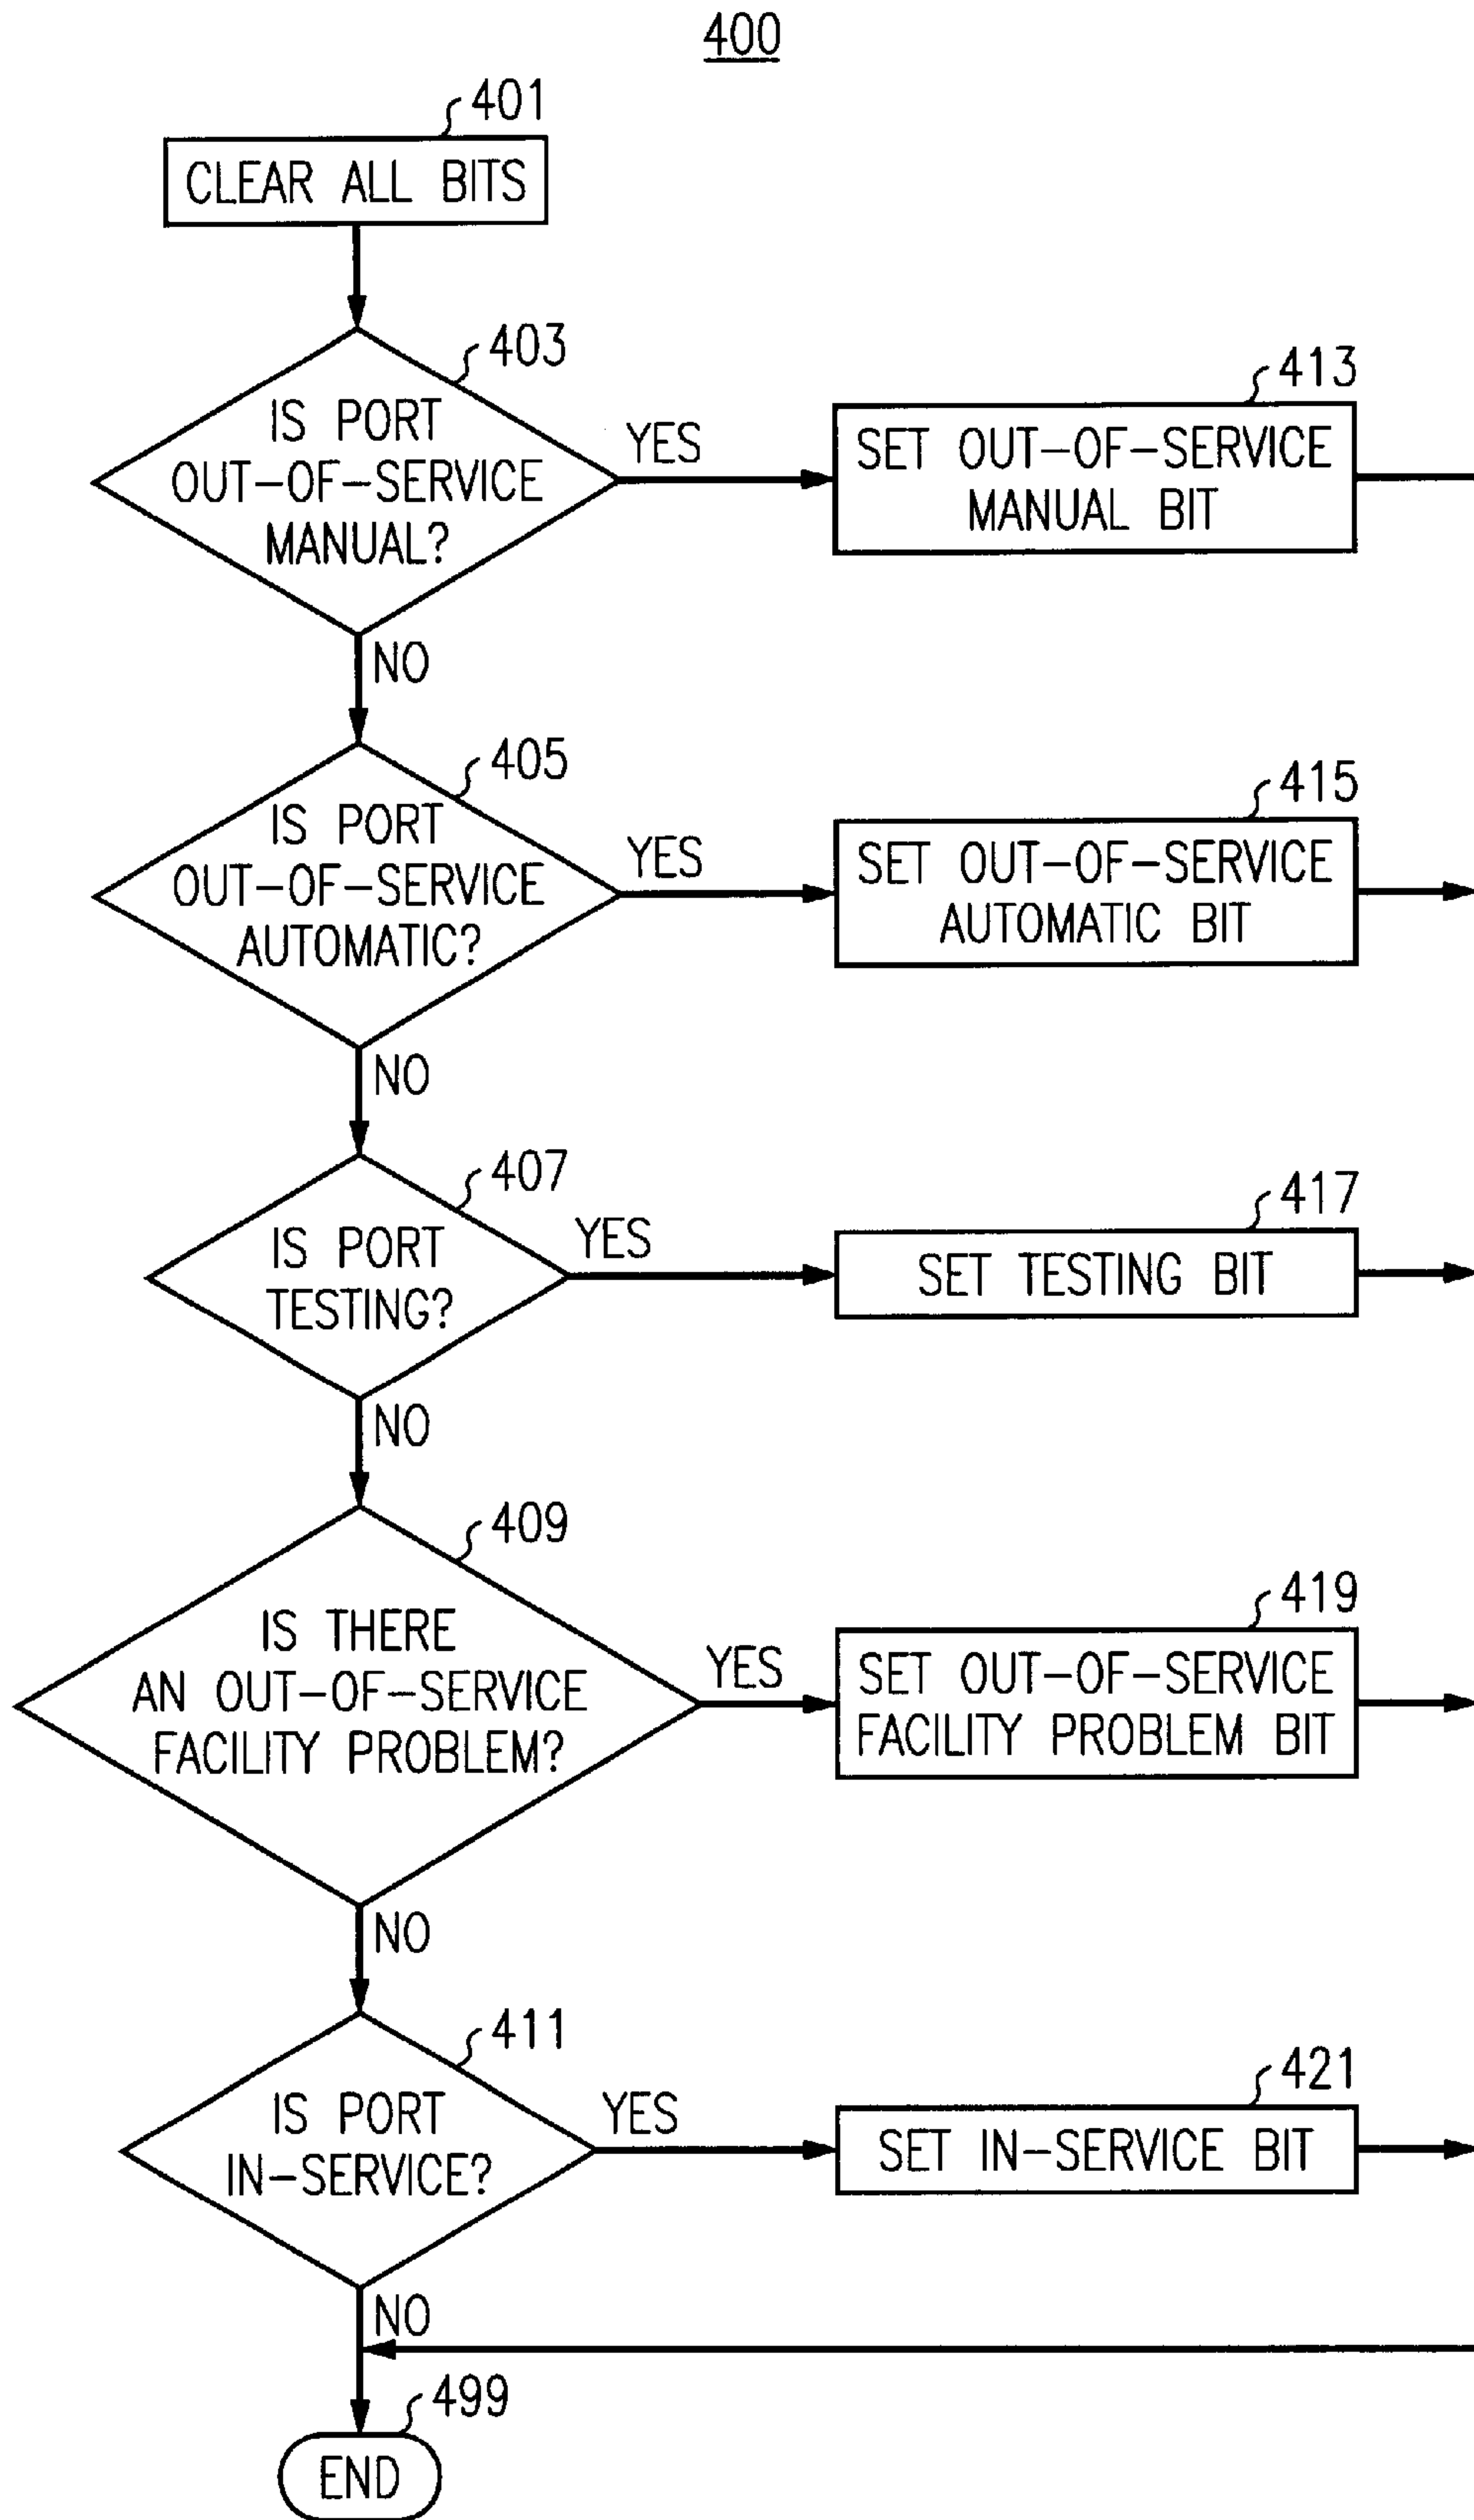 400
401
CLEAR ALL BITS
403
IS PORT
OUT-OF-SERVICE
MANUAL?
YES
413
SET OUT-OF-SERVICE
MANUAL BIT
NO
405
IS PORT
OUT-OF-SERVICE
AUTOMATIC?
YES
415
SET OUT-OF-SERVICE
AUTOMATIC BIT
NO
407
IS PORT
TESTING?
YES
417
SET TESTING BIT
NO
409
IS THERE
AN OUT-OF-SERVICE
FACILITY PROBLEM?
YES
419
SET OUT-OF-SERVICE
FACILITY PROBLEM BIT
NO
411
IS PORT
IN-SERVICE?
YES
421
SET IN-SERVICE BIT
NO
499
END